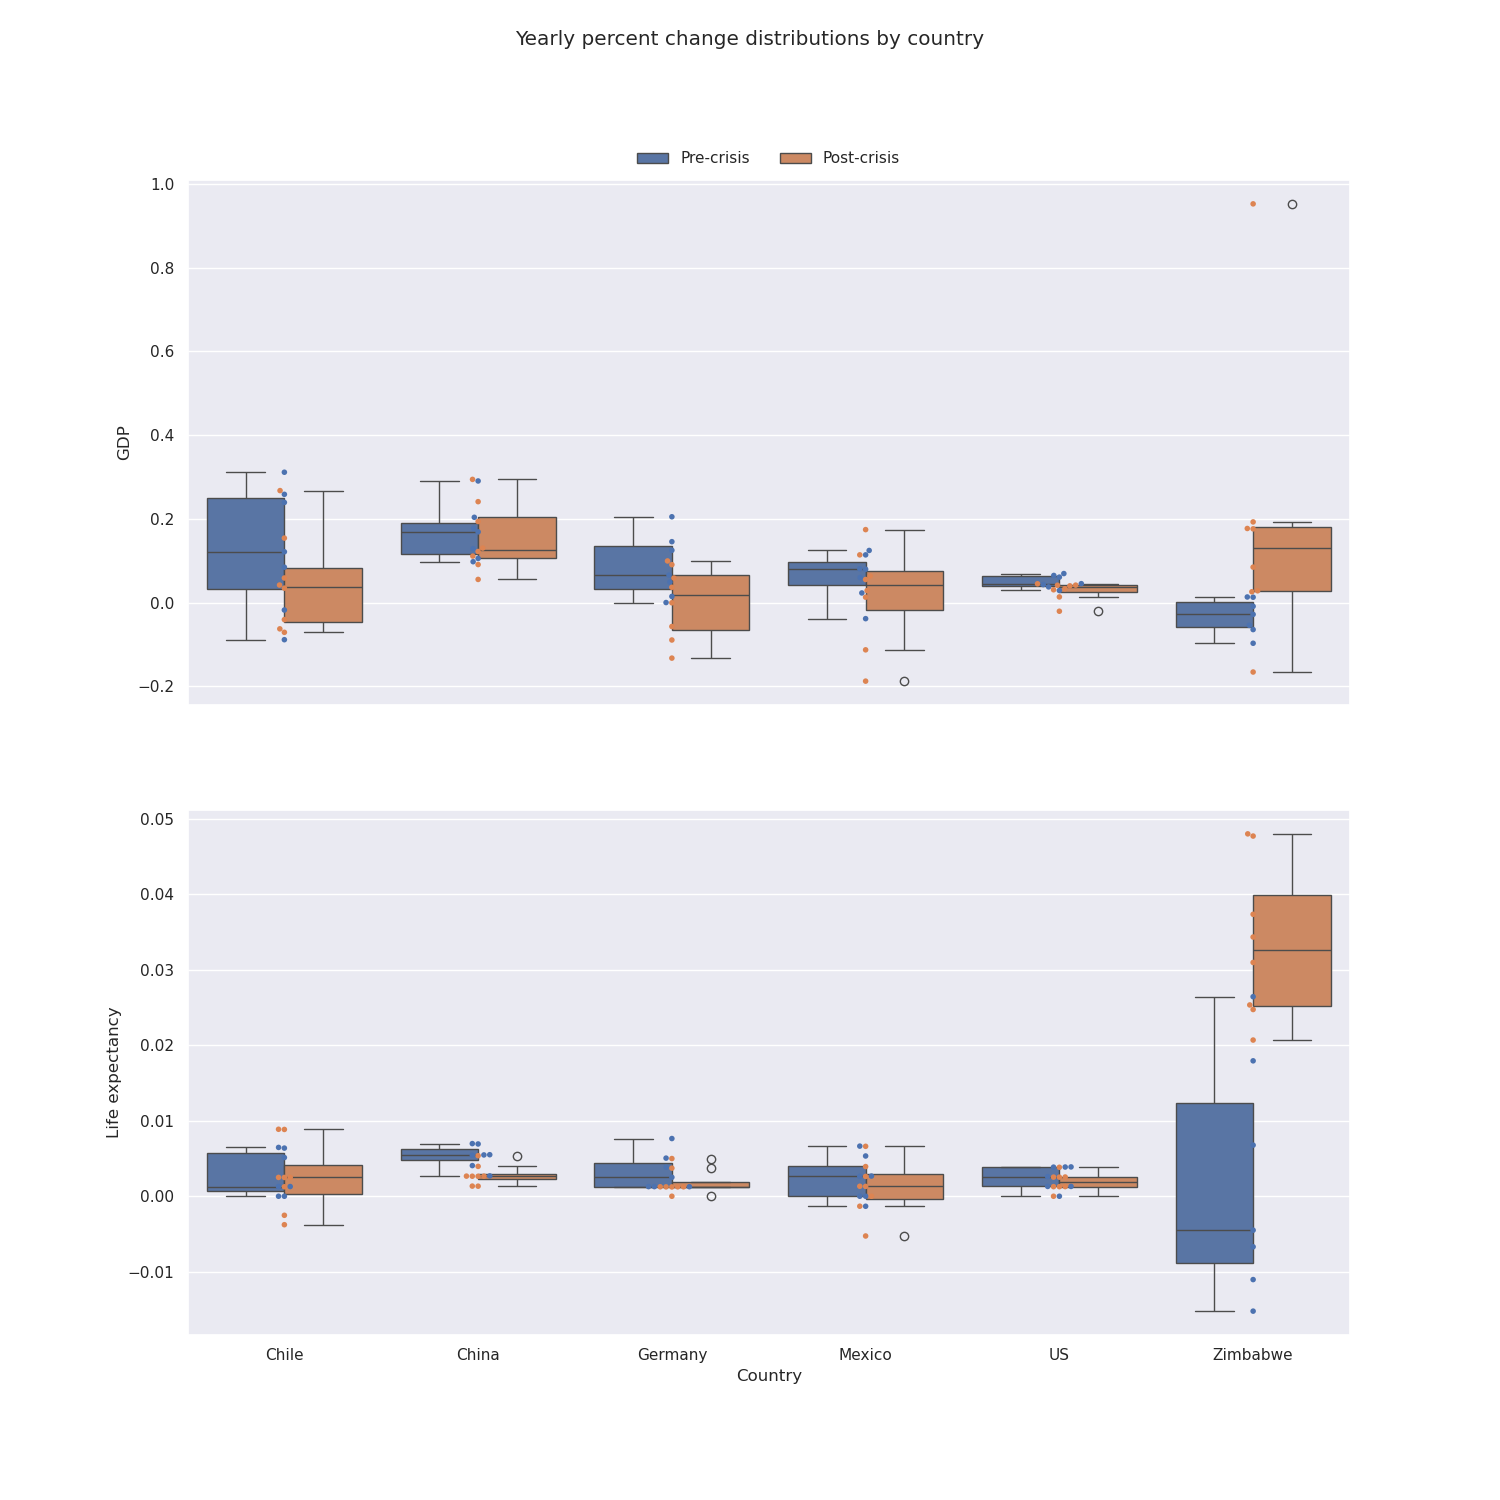 Yearly percent change distributions by country
Pre-crisis Post-crisis
1.0
0.8
0.6
0.4
0.2
0.0
−0.2
GDP
0.05
0.04
0.03
0.02
0.01
0.00
−0.01
Life expectancy
Chile China Germany Mexico US Zimbabwe
Country